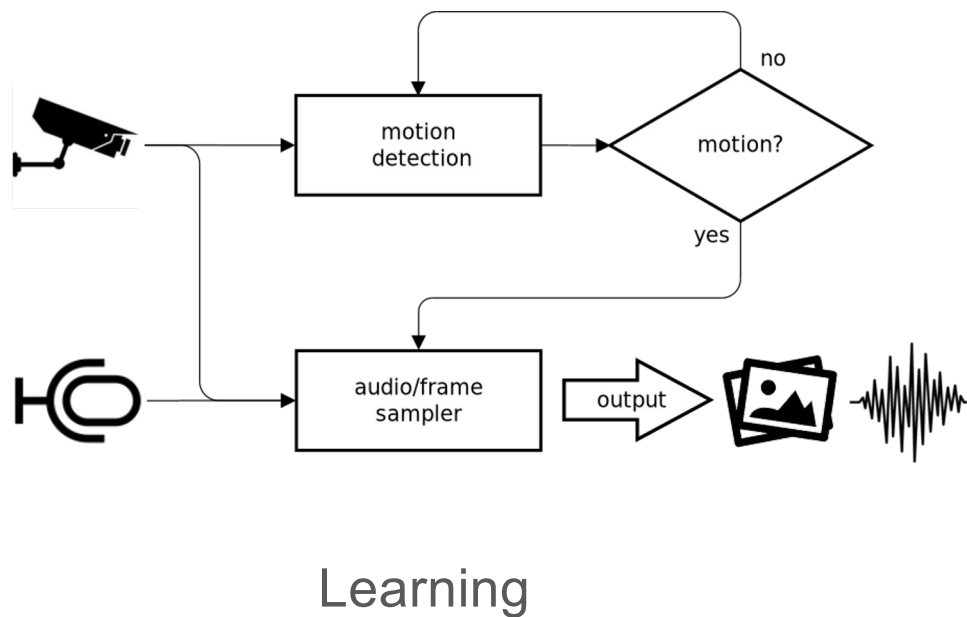 no
motion
detection
motion?
yes
audio/frame
sampler
output
Learning